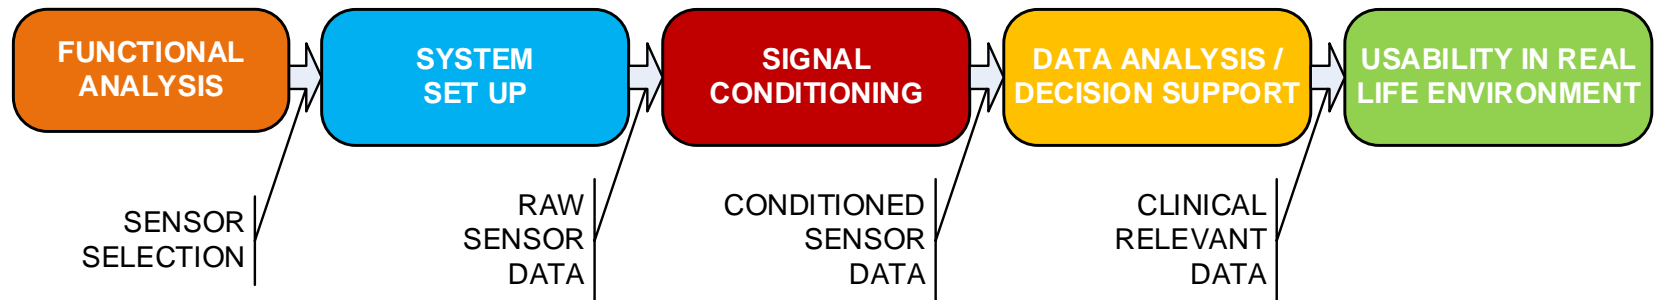 FUNCTIONAL
ANALYSIS
SYSTEM
SET UP
SIGNAL
CONDITIONING
DATA ANALYSIS /
DECISION SUPPORT
USABILITY IN REAL
LIFE ENVIRONMENT
SENSOR
SELECTION
RAW
SENSOR
DATA
CONDITIONED
SENSOR
DATA
CLINICAL
RELEVANT
DATA